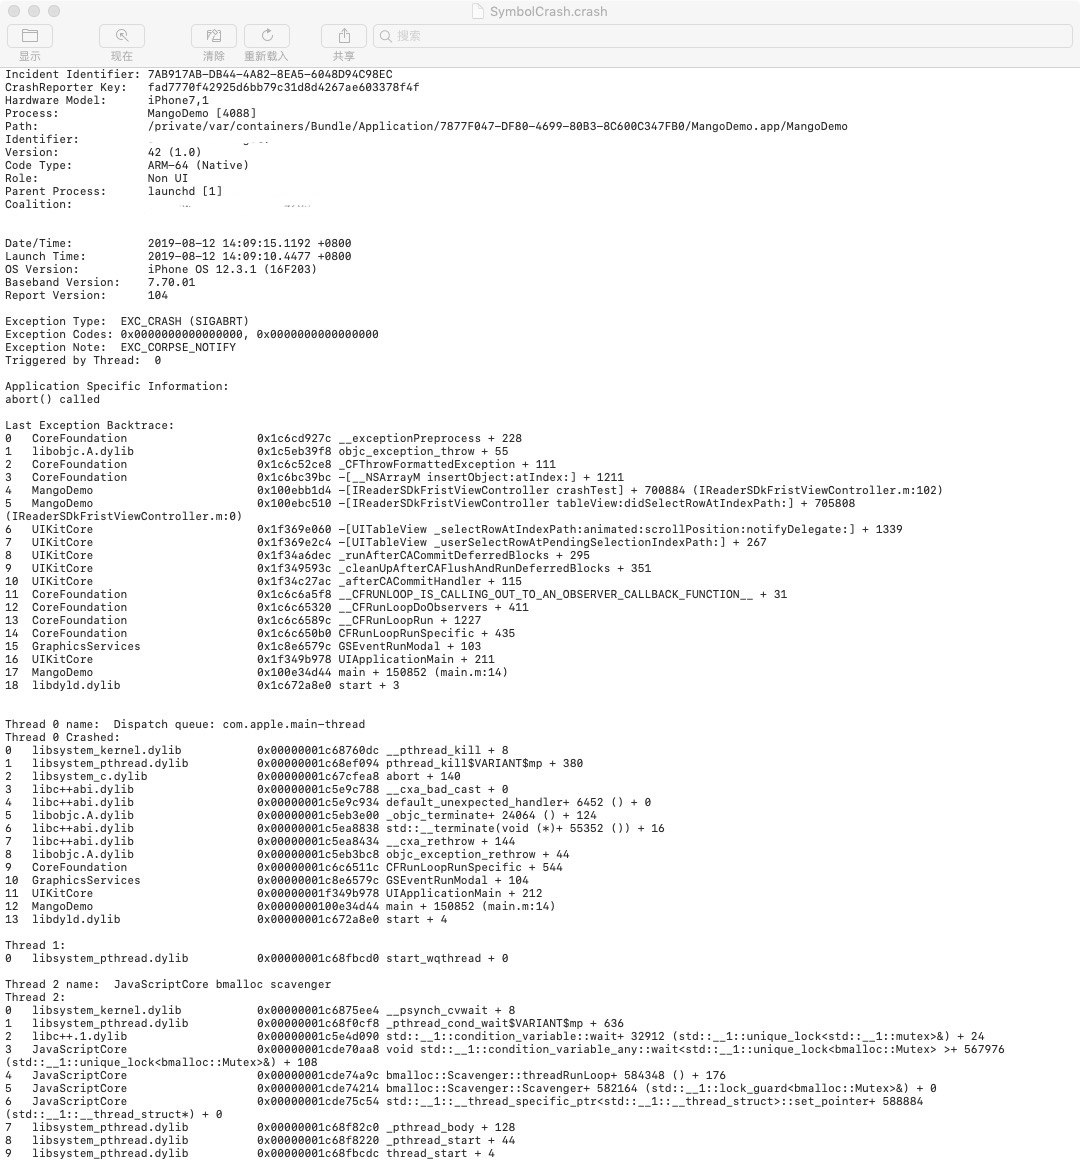 SymbolCrash.crash
显示
现在
清除
重新载入
共享
搜索
Incident Identifier: 7AB917AB-DB44-4A82-8EA5-6048D94C98EC
CrashReporter Key:   fad7770f42925d6bb79c31d8d4267ae603378f4f
Hardware Model:      iPhone7,1
Process:             MangoDemo [4088]
Path:                /private/var/containers/Bundle/Application/7877F047-DF80-4699-80B3-8C600C347FB0/MangoDemo.app/MangoDemo
Identifier:
Version:             42 (1.0)
Code Type:           ARM-64 (Native)
Role:                Non UI
Parent Process:      launchd [1]
Coalition:
Date/Time:           2019-08-12 14:09:15.1192 +0800
Launch Time:         2019-08-12 14:09:10.4477 +0800
OS Version:          iPhone OS 12.3.1 (16F203)
Baseband Version:    7.70.01
Report Version:      104
Exception Type:  EXC_CRASH (SIGABRT)
Exception Codes: 0x0000000000000000, 0x0000000000000000
Exception Note:  EXC_CORPSE_NOTIFY
Triggered by Thread:  0
Application Specific Information:
abort() called
Last Exception Backtrace:
0   CoreFoundation                   0x1c6cd927c __exceptionPreprocess + 228
1   libobjc.A.dylib                  0x1c5eb39f8 objc_exception_throw + 55
2   CoreFoundation                   0x1c6c52ce8 _CFThrowFormattedException + 111
3   CoreFoundation                   0x1c6bc39bc -[__NSArrayM insertObject:atIndex:] + 1211
4   MangoDemo                        0x100ebb1d4 -[IReaderSDkFristViewController crashTest] + 700884 (IReaderSDkFristViewController.m:102)
5   MangoDemo                        0x100ebc510 -[IReaderSDkFristViewController tableView:didSelectRowAtIndexPath:] + 705808
(IReaderSDkFristViewController.m:0)
6   UIKitCore                        0x1f369e060 -[UITableView _selectRowAtIndexPath:animated:scrollPosition:notifyDelegate:] + 1339
7   UIKitCore                        0x1f369e2c4 -[UITableView _userSelectRowAtPendingSelectionIndexPath:] + 267
8   UIKitCore                        0x1f34a6dec _runAfterCACommitDeferredBlocks + 295
9   UIKitCore                        0x1f349593c _cleanUpAfterCAFlushAndRunDeferredBlocks + 351
10  UIKitCore                        0x1f34c27ac _afterCACommitHandler + 115
11  CoreFoundation                   0x1c6c6a5f8 __CFRUNLOOP_IS_CALLING_OUT_TO_AN_OBSERVER_CALLBACK_FUNCTION__ + 31
12  CoreFoundation                   0x1c6c65320 __CFRunLoopDoObservers + 411
13  CoreFoundation                   0x1c6c6589c __CFRunLoopRun + 1227
14  CoreFoundation                   0x1c6c650b0 CFRunLoopRunSpecific + 435
15  GraphicsServices                 0x1c8e6579c GSEventRunModal + 103
16  UIKitCore                        0x1f349b978 UIApplicationMain + 211
17  MangoDemo                        0x100e34d44 main + 150852 (main.m:14)
18  libdyld.dylib                    0x1c672a8e0 start + 3
Thread 0 name:  Dispatch queue: com.apple.main-thread
Thread 0 Crashed:
0   libsystem_kernel.dylib           0x00000001c68760dc __pthread_kill + 8
1   libsystem_pthread.dylib          0x00000001c68ef094 pthread_kill$VARIANT$mp + 380
2   libsystem_c.dylib                0x00000001c67cfea8 abort + 140
3   libc++abi.dylib                  0x00000001c5e9c788 __cxa_bad_cast + 0
4   libc++abi.dylib                  0x00000001c5e9c934 default_unexpected_handler+ 6452 () + 0
5   libobjc.A.dylib                  0x00000001c5eb3e00 _objc_terminate+ 24064 () + 124
6   libc++abi.dylib                  0x00000001c5ea8838 std::__terminate(void (*)+ 55352 ()) + 16
7   libc++abi.dylib                  0x00000001c5ea8434 __cxa_rethrow + 144
8   libobjc.A.dylib                  0x00000001c5eb3bc8 objc_exception_rethrow + 44
9   CoreFoundation                   0x00000001c6c6511c CFRunLoopRunSpecific + 544
10  GraphicsServices                 0x00000001c8e6579c GSEventRunModal + 104
11  UIKitCore                        0x00000001f349b978 UIApplicationMain + 212
12  MangoDemo                        0x0000000100e34d44 main + 150852 (main.m:14)
13  libdyld.dylib                    0x00000001c672a8e0 start + 4
Thread 1:
0   libsystem_pthread.dylib          0x00000001c68fbcd0 start_wqthread + 0
Thread 2 name:  JavaScriptCore bmalloc scavenger
Thread 2:
0   libsystem_kernel.dylib           0x00000001c6875ee4 __psynch_cvwait + 8
1   libsystem_pthread.dylib          0x00000001c68f0cf8 _pthread_cond_wait$VARIANT$mp + 636
2   libc++.1.dylib                   0x00000001c5e4d090 std::__1::condition_variable::wait+ 32912 (std::__1::unique_lock<std::__1::mutex>&) + 24
3   JavaScriptCore                   0x00000001cde70aa8 void std::__1::condition_variable_any::wait<std::__1::unique_lock<bmalloc::Mutex> >+ 567976
(std::__1::unique_lock<bmalloc::Mutex>&) + 108
4   JavaScriptCore                   0x00000001cde74a9c bmalloc::Scavenger::threadRunLoop+ 584348 () + 176
5   JavaScriptCore                   0x00000001cde74214 bmalloc::Scavenger::Scavenger+ 582164 (std::__1::lock_guard<bmalloc::Mutex>&) + 0
6   JavaScriptCore                   0x00000001cde75c54 std::__1::__thread_specific_ptr<std::__1::__thread_struct>::set_pointer+ 588884
(std::__1::__thread_struct*) + 0
7   libsystem_pthread.dylib          0x00000001c68f82c0 _pthread_body + 128
8   libsystem_pthread.dylib          0x00000001c68f8220 _pthread_start + 44
9   libsystem_pthread.dylib          0x00000001c68fbcdc thread_start + 4